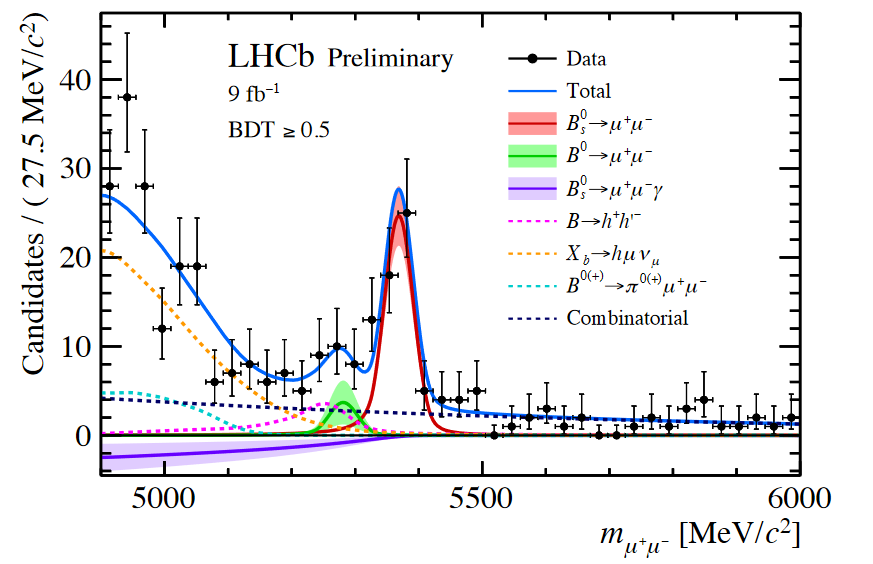 Candidates / ( 27.5 MeV/c²)
40
30
20
10
0
LHCb Preliminary
9 fb⁻¹
BDT ≥ 0.5
Data
Total
B⁰ₛ→μ⁺μ⁻
B⁰→μ⁺μ⁻
B⁰ₛ→μ⁺μ⁻γ
B→h⁺h'⁻
X_b→hμν_μ
B⁰⁽⁺⁾→π⁰⁽⁺⁾μ⁺μ⁻
Combinatorial
5000 5500 6000
m_μ⁺μ⁻ [MeV/c²]